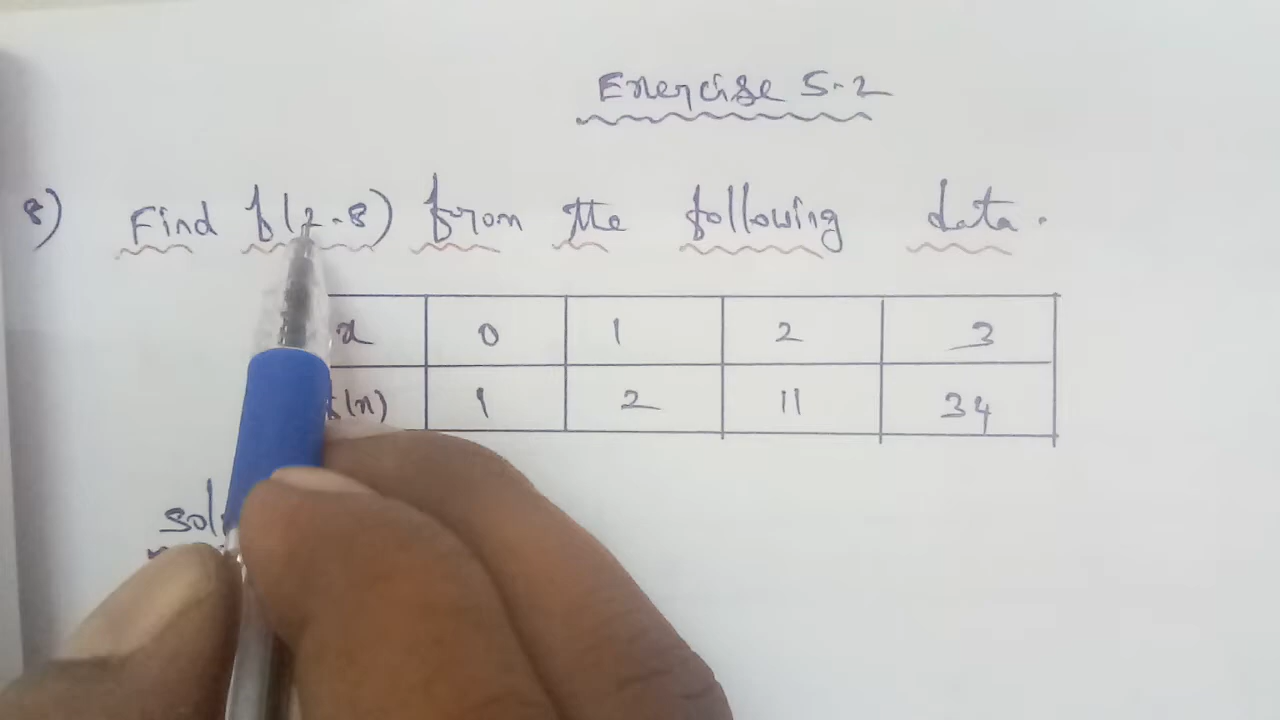 Exercise 5.2
8) Find f(2.8) from the following data.
x 0 1 2 3
f(x) 1 2 11 34